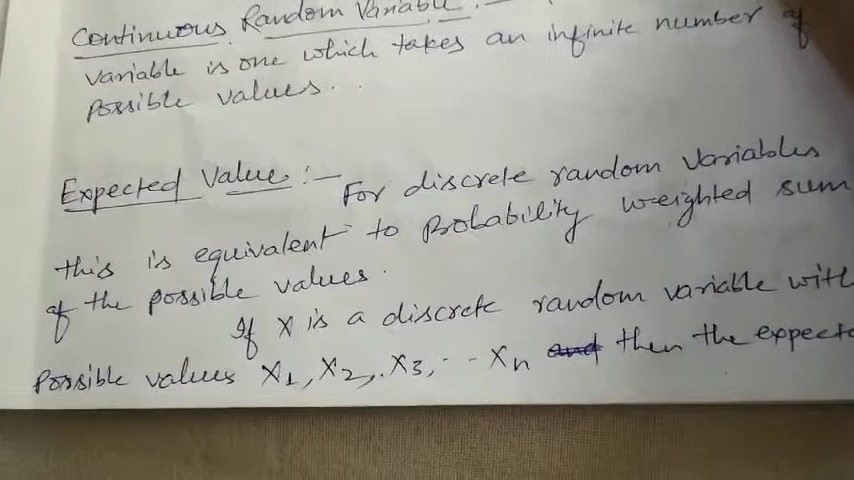 Continuous Random Variable :-
variable is one which takes an infinite number of
possible values.
Expected Value :- For discrete random variables
this is equivalent to Probability weighted sum
of the possible values.
If X is a discrete random variable with
possible values X1, X2, X3, -- Xn and then the expecte